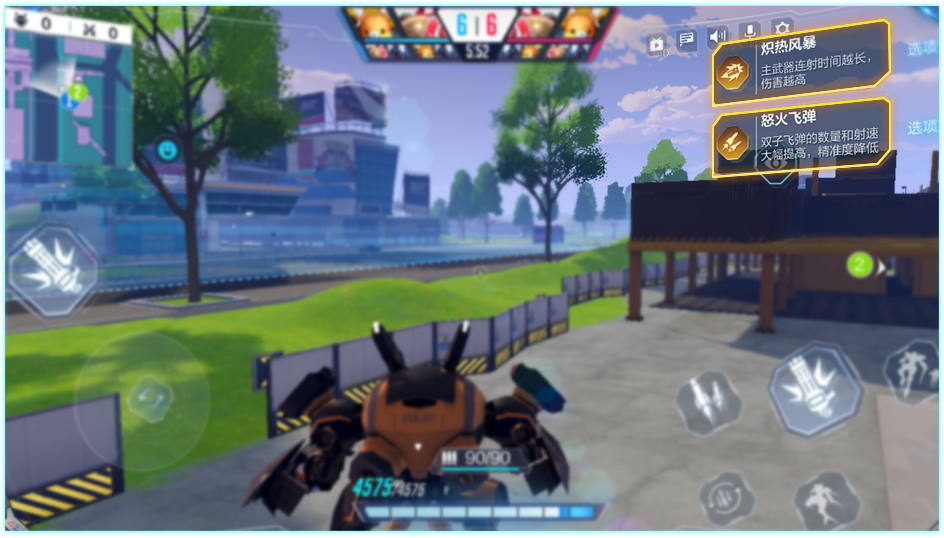 0 0
6 | 6
5:52
炽热风暴
主武器连射时间越长，
伤害越高
选项
怒火飞弹
双子飞弹的数量和射速
大幅提高，精准度降低
选项
2
2
90/90
4575/4575